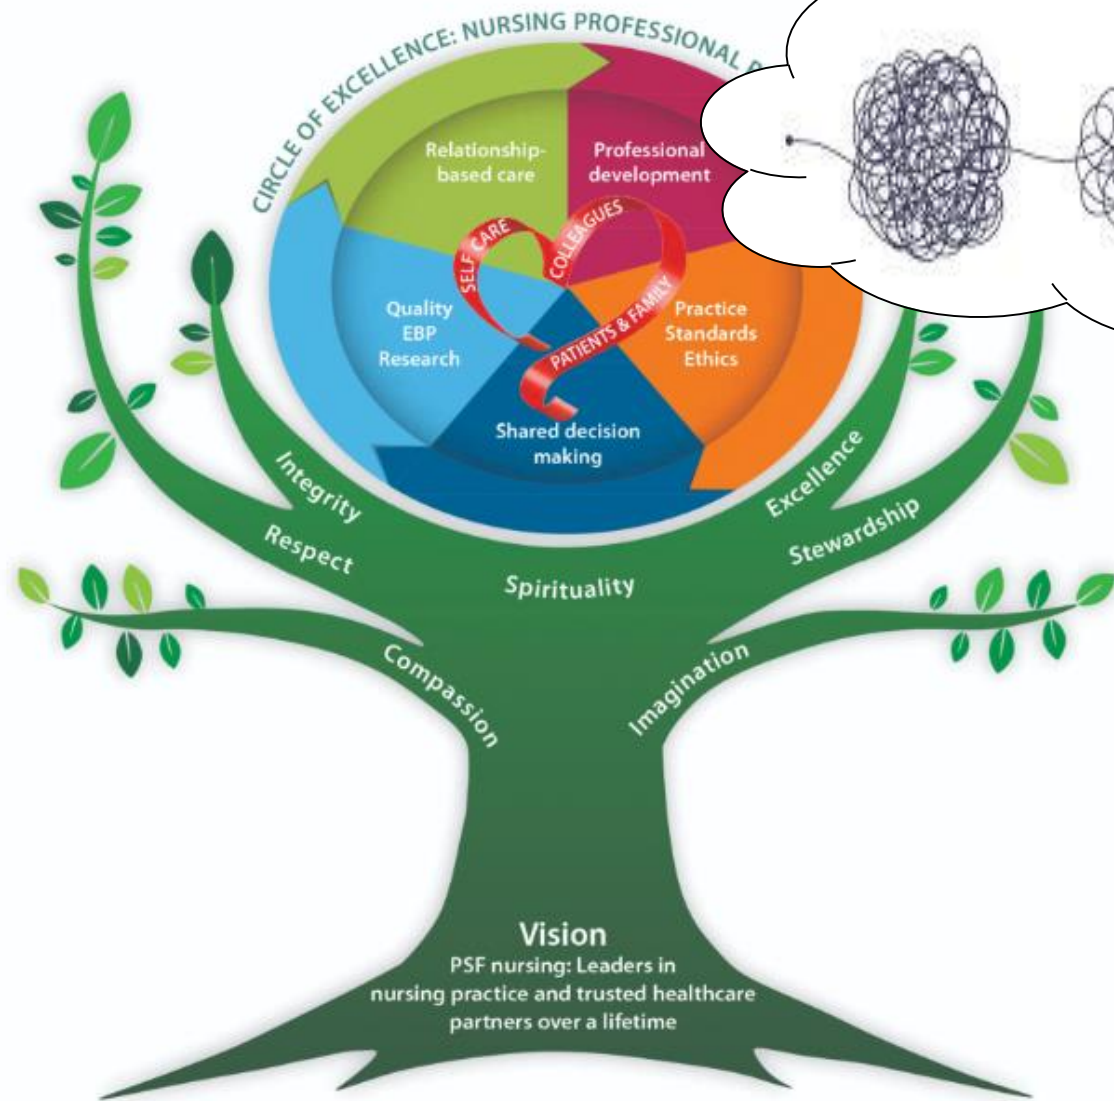 CIRCLE OF EXCELLENCE: NURSING PROFESSIONAL
Relationship-
based care
Professional
development
SELF CARE
COLLEAGUES
PATIENTS & FAMILY
Quality
EBP
Research
Practice
Standards
Ethics
Shared decision
making
Integrity
Excellence
Respect
Stewardship
Spirituality
Compassion
Imagination
Vision
PSF nursing: Leaders in
nursing practice and trusted healthcare
partners over a lifetime